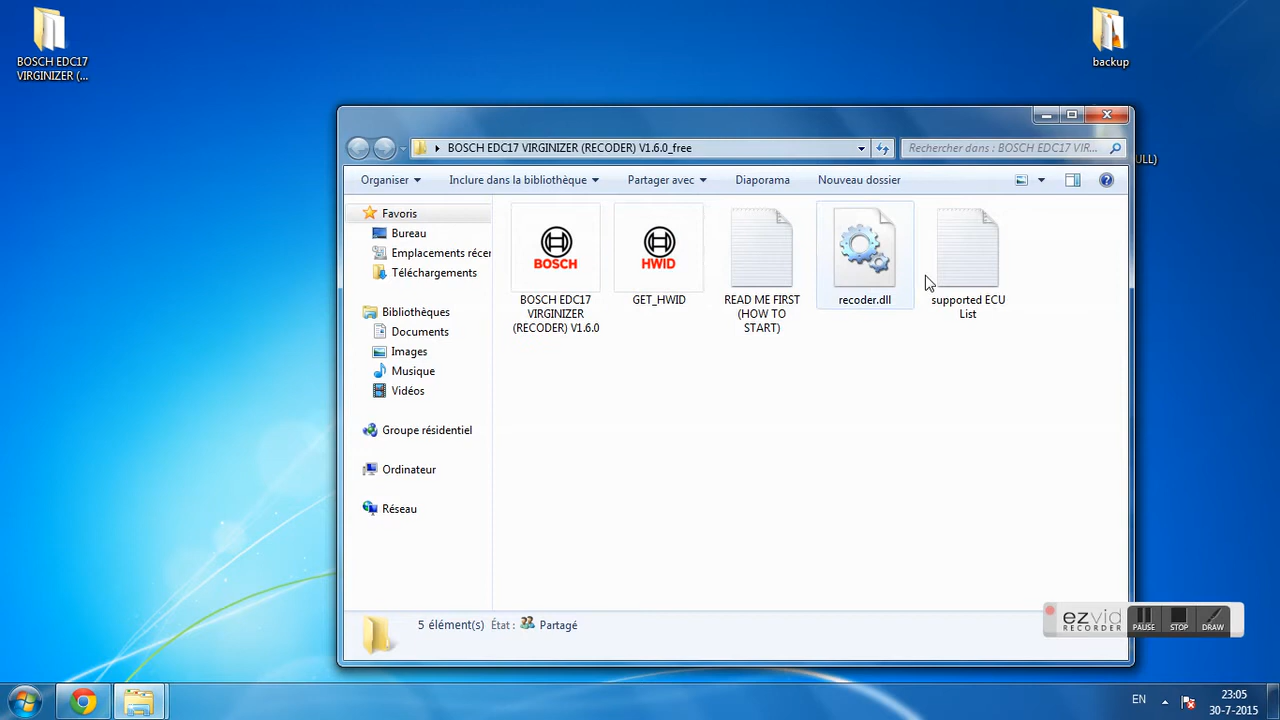 BOSCH EDC17
VIRGINIZER (...
backup
ULL)
BOSCH EDC17 VIRGINIZER (RECODER) V1.6.0_free
Rechercher dans : BOSCH EDC17 VIR...
Organiser
Inclure dans la bibliothèque
Partager avec
Diaporama
Nouveau dossier
Favoris
Bureau
Emplacements récer
Téléchargements
Bibliothèques
Documents
Images
Musique
Vidéos
Groupe résidentiel
Ordinateur
Réseau
BOSCH
BOSCH EDC17
VIRGINIZER
(RECODER) V1.6.0
HWID
GET_HWID
READ ME FIRST
(HOW TO
START)
recoder.dll
supported ECU
List
5 élément(s) État : Partagé
ezvid
RECORDER
PAUSE
STOP
DRAW
EN
23:05
30-7-2015